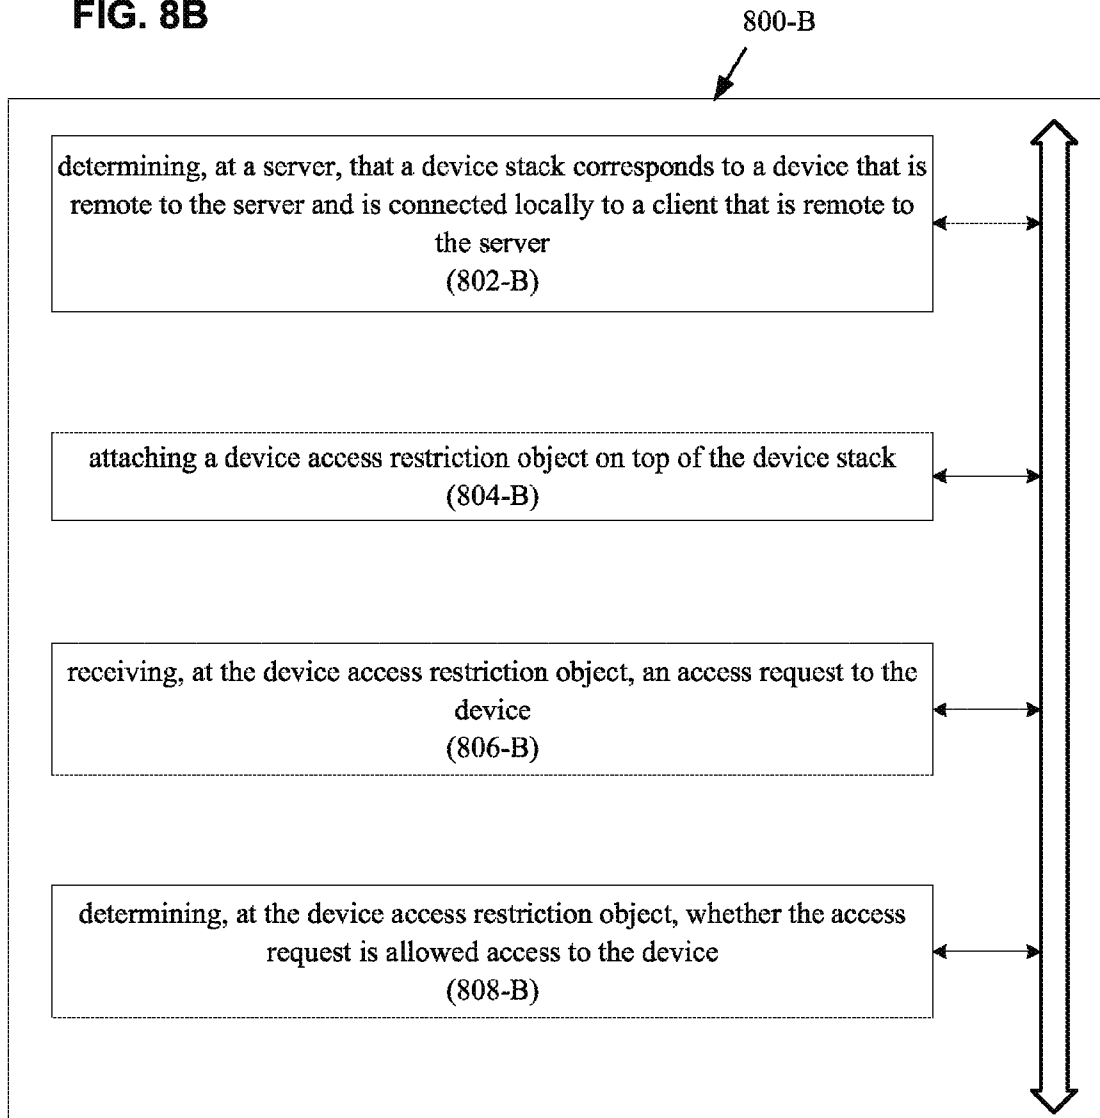 FIG. 8B
800-B
determining, at a server, that a device stack corresponds to a device that is
remote to the server and is connected locally to a client that is remote to
the server
(802-B)
attaching a device access restriction object on top of the device stack
(804-B)
receiving, at the device access restriction object, an access request to the
device
(806-B)
determining, at the device access restriction object, whether the access
request is allowed access to the device
(808-B)